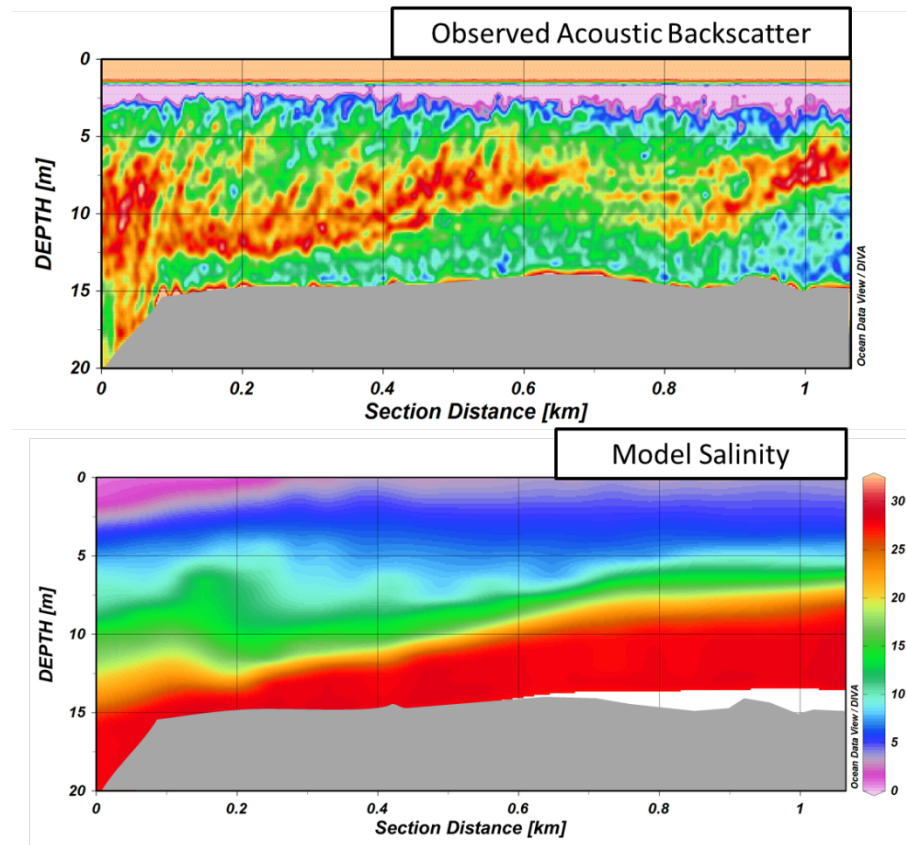 Observed Acoustic Backscatter
0
5
10
15
20
DEPTH [m]
0 0.2 0.4 0.6 0.8 1
Section Distance [km]
Ocean Data View / DIVA
Model Salinity
0
5
10
15
20
DEPTH [m]
0 0.2 0.4 0.6 0.8 1
Section Distance [km]
Ocean Data View / DIVA
30
25
20
15
10
5
0